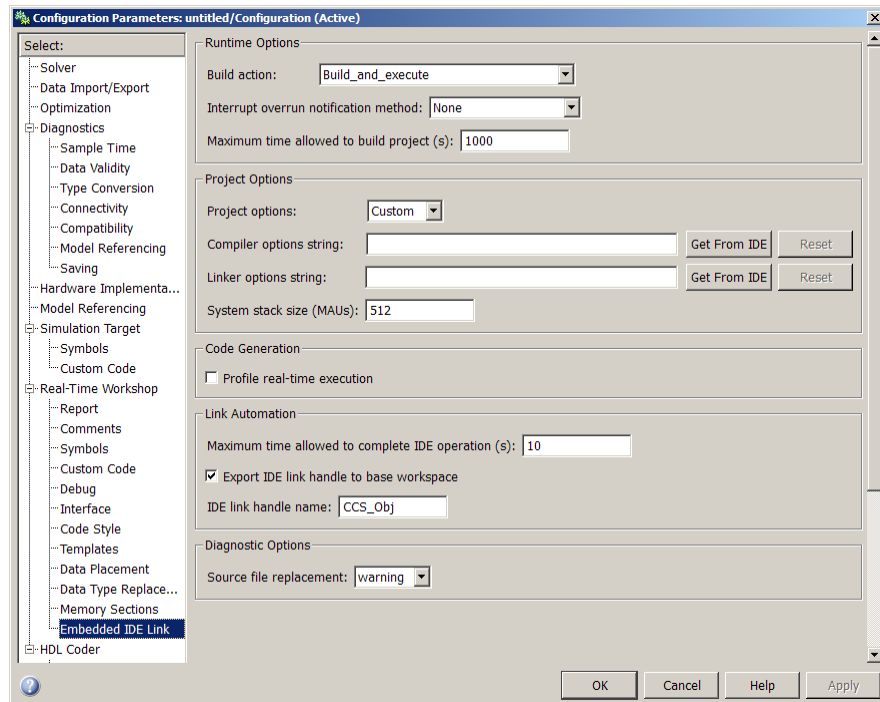 Configuration Parameters: untitled/Configuration (Active)
Select:
Solver
Data Import/Export
Optimization
Diagnostics
Sample Time
Data Validity
Type Conversion
Connectivity
Compatibility
Model Referencing
Saving
Hardware Implementa...
Model Referencing
Simulation Target
Symbols
Custom Code
Real-Time Workshop
Report
Comments
Symbols
Custom Code
Debug
Interface
Code Style
Templates
Data Placement
Data Type Replace...
Memory Sections
Embedded IDE Link
HDL Coder
Runtime Options
Build action: Build_and_execute
Interrupt overrun notification method: None
Maximum time allowed to build project (s): 1000
Project Options
Project options: Custom
Compiler options string: Get From IDE Reset
Linker options string: Get From IDE Reset
System stack size (MAUs): 512
Code Generation
Profile real-time execution
Link Automation
Maximum time allowed to complete IDE operation (s): 10
Export IDE link handle to base workspace
IDE link handle name: CCS_Obj
Diagnostic Options
Source file replacement: warning
OK Cancel Help Apply